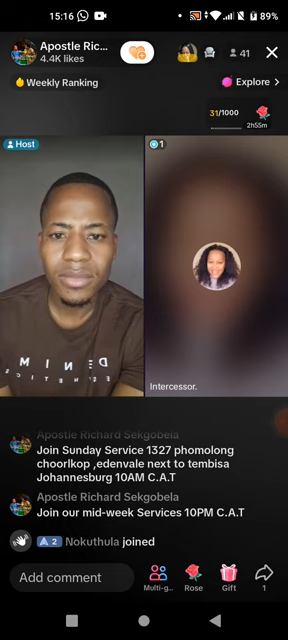 15:16
89%
Apostle Ric...
4.4K likes
41
Weekly Ranking
Explore >
31/1000
2h55m
Host
1
DENIM
Intercessor.
Apostle Richard Sekgobela
Join Sunday Service 1327 phomolong
choorlkop ,edenvale next to tembisa
Johannesburg 10AM C.A.T
Apostle Richard Sekgobela
Join our mid-week Services 10PM C.A.T
2 Nokuthula joined
Add comment
Multi-g...
Rose
Gift
1